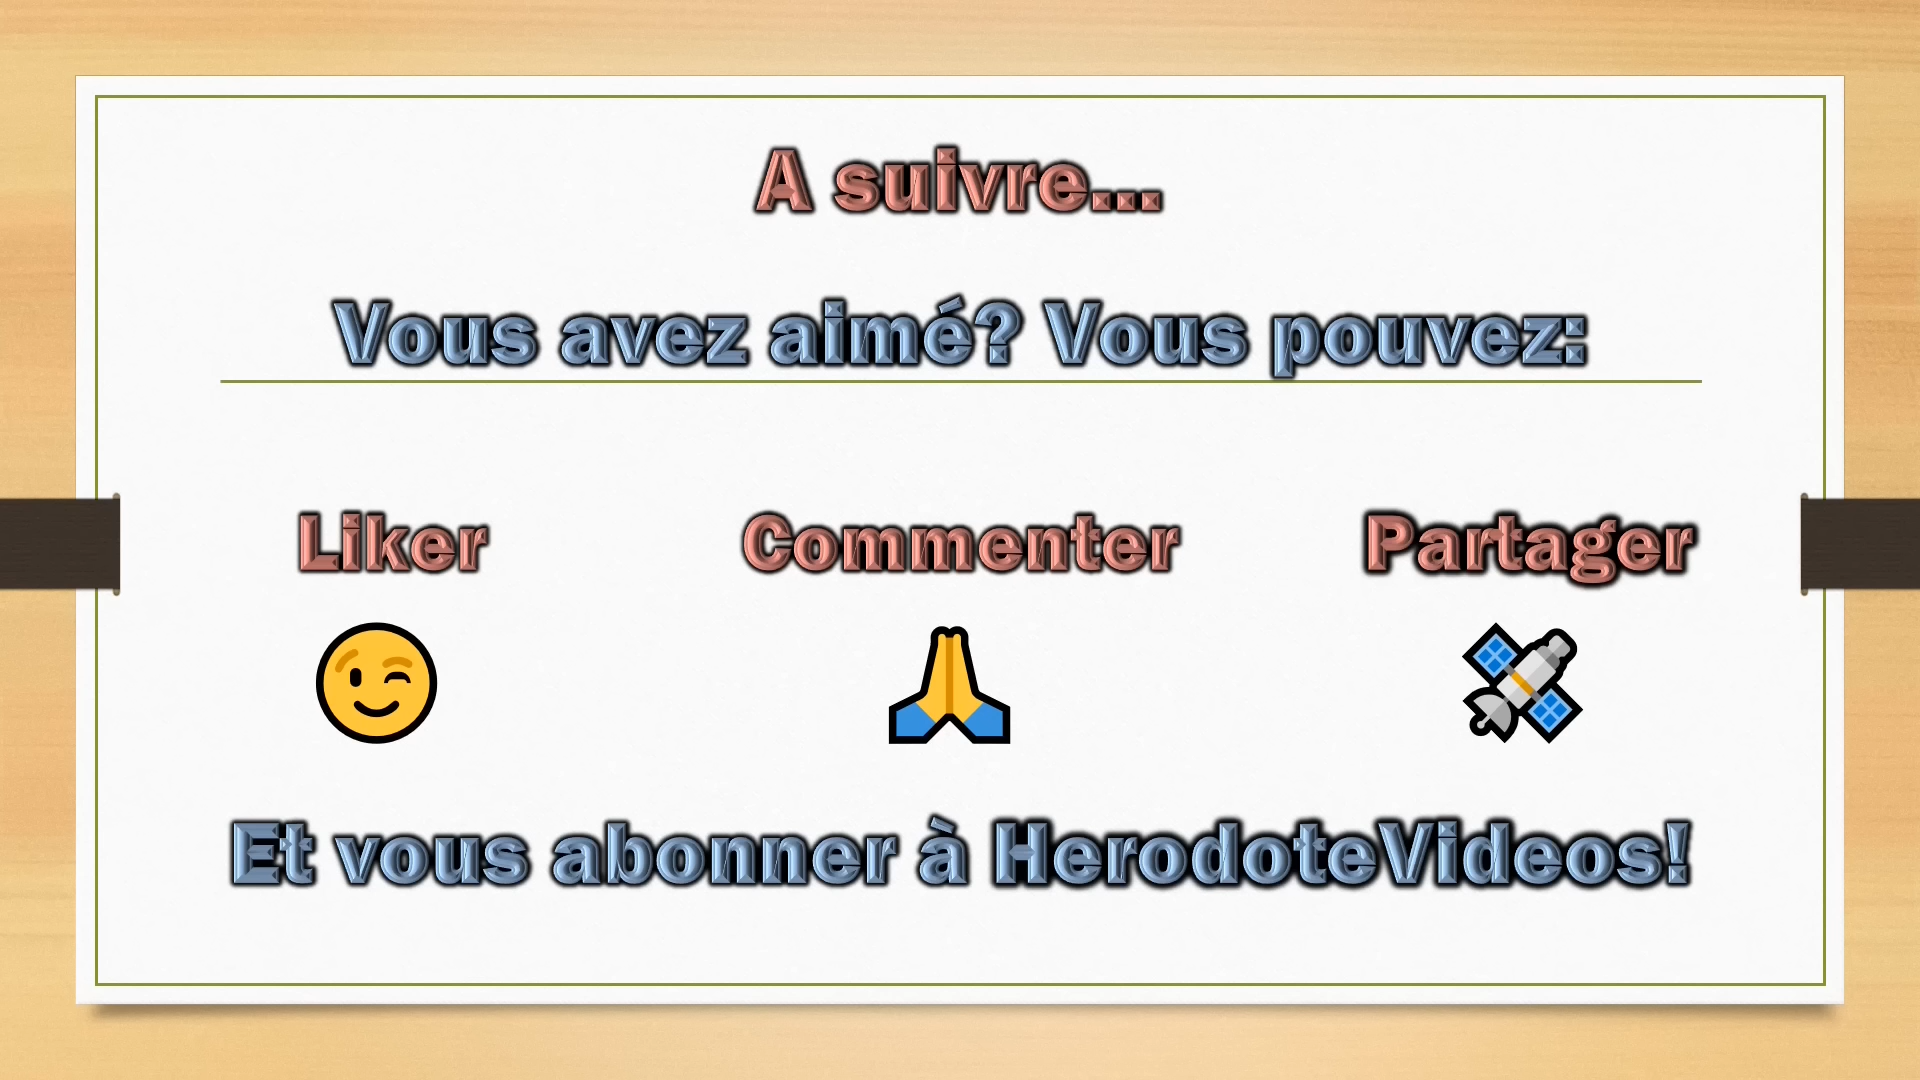 A suivre...
Vous avez aimé? Vous pouvez:
Liker
Commenter
Partager
Et vous abonner à HerodoteVideos!